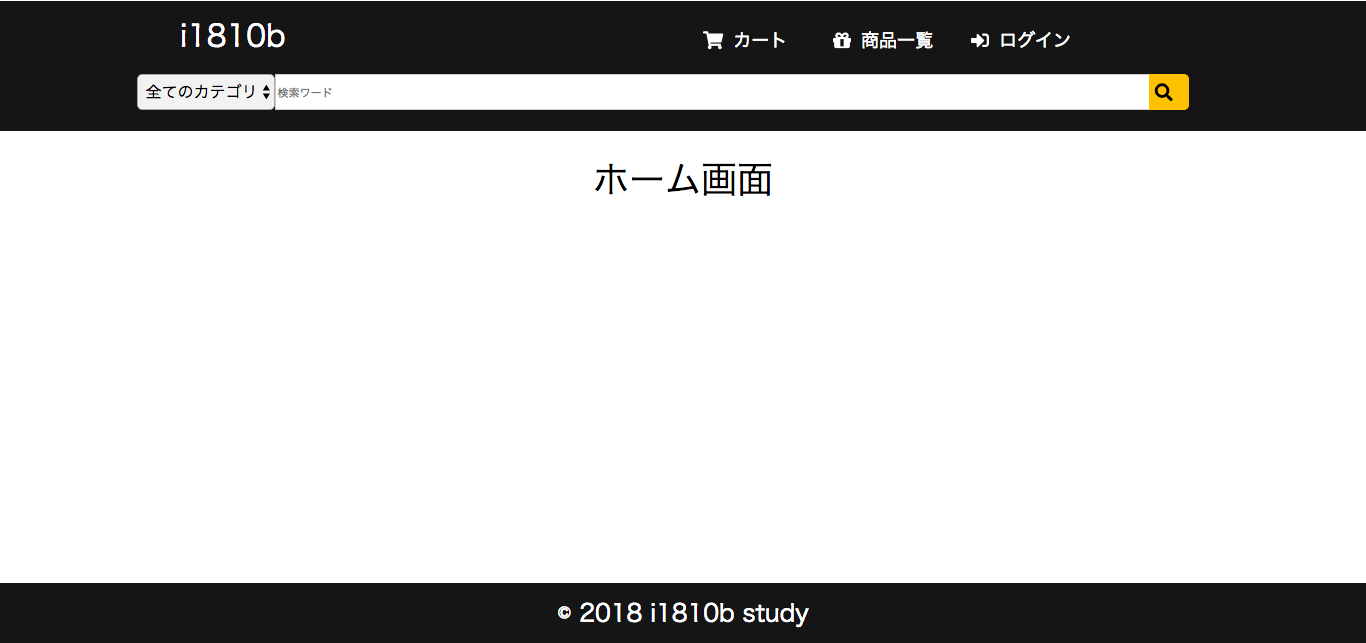 i1810b
カート 商品一覧 ログイン
全てのカテゴリ 検索ワード
ホーム画面
© 2018 i1810b study